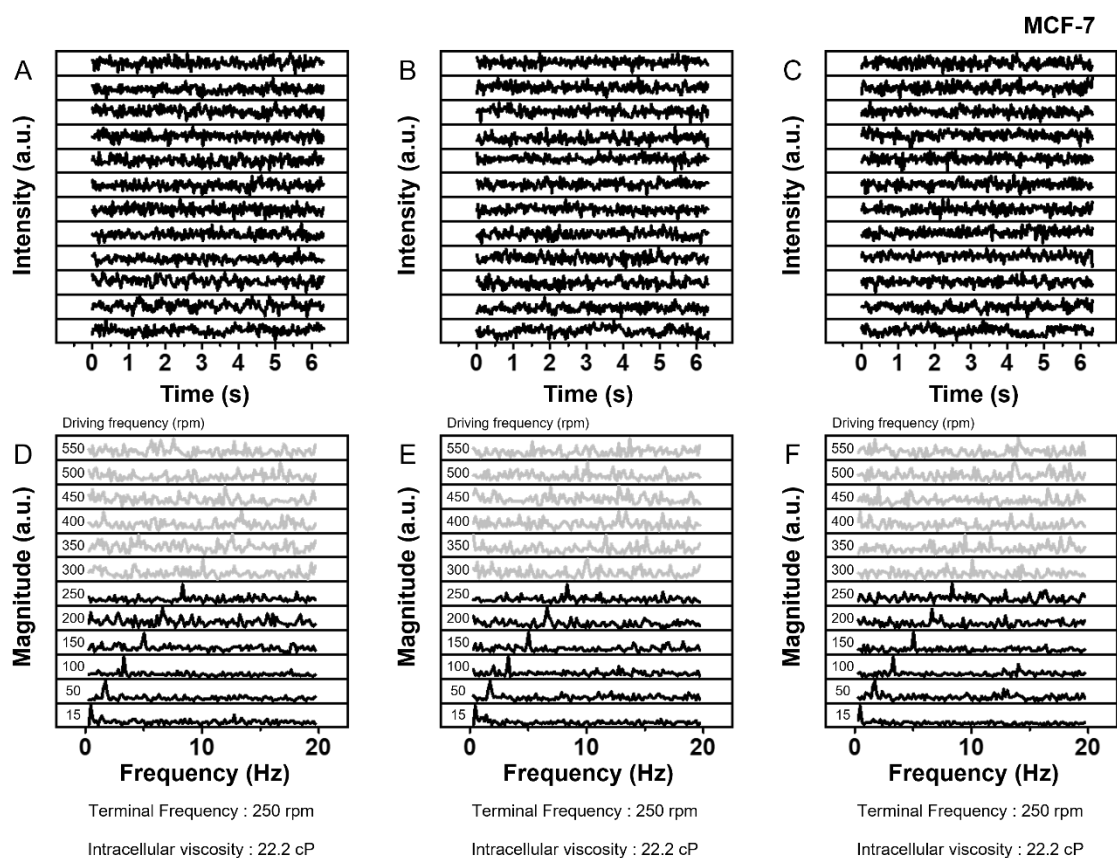 MCF-7
A
B
C
Intensity (a.u.)
Intensity (a.u.)
Intensity (a.u.)
0 1 2 3 4 5 6
0 1 2 3 4 5 6
0 1 2 3 4 5 6
Time (s)
Time (s)
Time (s)
Driving frequency (rpm)
Driving frequency (rpm)
Driving frequency (rpm)
D
E
F
Magnitude (a.u.)
550
500
450
400
350
300
250
200
150
100
50
15
Magnitude (a.u.)
550
500
450
400
350
300
250
200
150
100
50
15
Magnitude (a.u.)
550
500
450
400
350
300
250
200
150
100
50
15
0 10 20
0 10 20
0 10 20
Frequency (Hz)
Frequency (Hz)
Frequency (Hz)
Terminal Frequency : 250 rpm
Terminal Frequency : 250 rpm
Terminal Frequency : 250 rpm
Intracellular viscosity : 22.2 cP
Intracellular viscosity : 22.2 cP
Intracellular viscosity : 22.2 cP